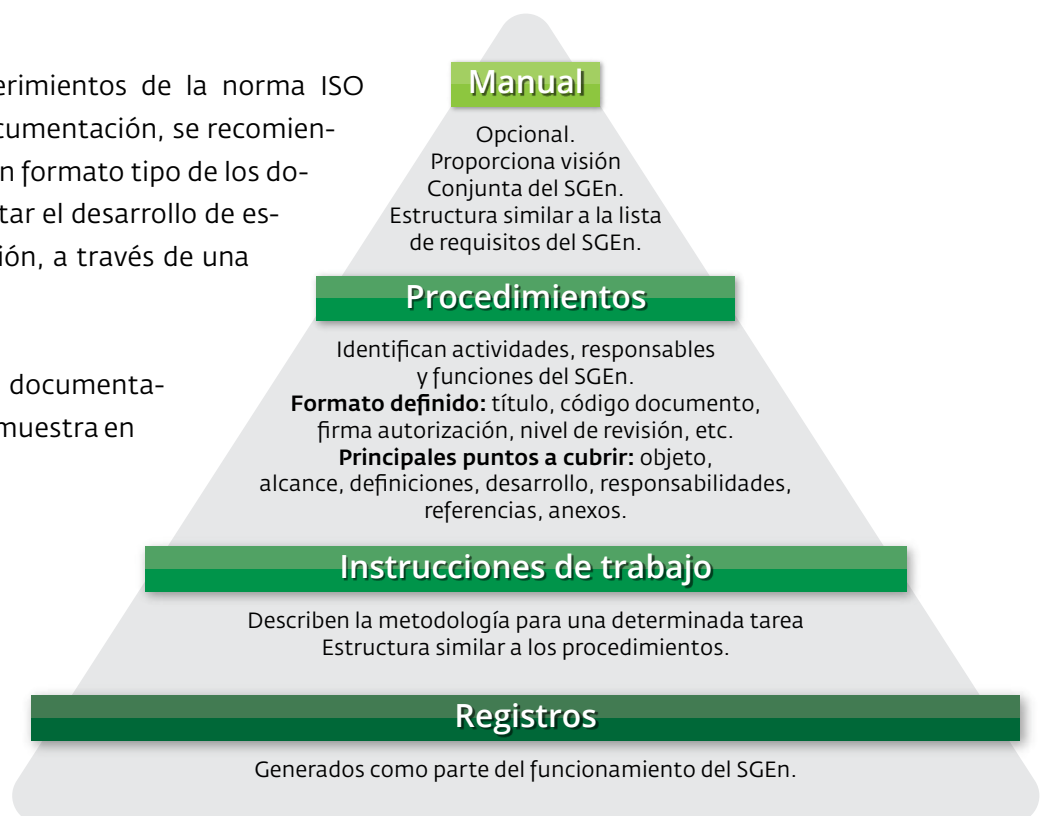 erimientos de la norma ISO
cumentación, se recomien-
n formato tipo de los do-
tar el desarrollo de es-
ión, a través de una
documenta-
muestra en
Manual
Opcional.
Proporciona visión
Conjunta del SGEn.
Estructura similar a la lista
de requisitos del SGEn.
Procedimientos
Identifican actividades, responsables
y funciones del SGEn.
Formato definido: título, código documento,
firma autorización, nivel de revisión, etc.
Principales puntos a cubrir: objeto,
alcance, definiciones, desarrollo, responsabilidades,
referencias, anexos.
Instrucciones de trabajo
Describen la metodología para una determinada tarea
Estructura similar a los procedimientos.
Registros
Generados como parte del funcionamiento del SGEn.